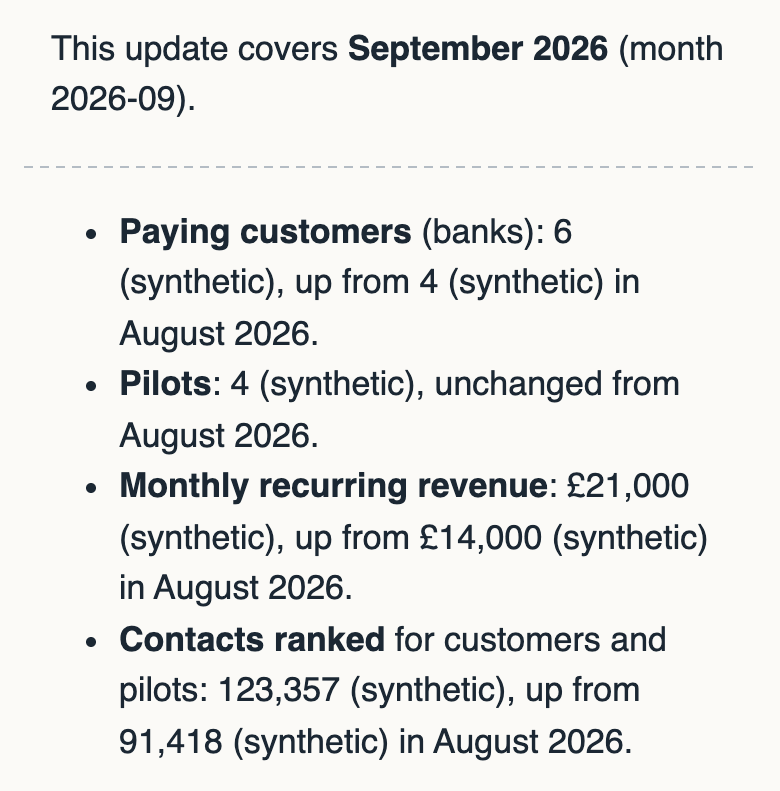 This update covers September 2026 (month
2026-09).
• Paying customers (banks): 6
(synthetic), up from 4 (synthetic) in
August 2026.
• Pilots: 4 (synthetic), unchanged from
August 2026.
• Monthly recurring revenue: £21,000
(synthetic), up from £14,000 (synthetic)
in August 2026.
• Contacts ranked for customers and
pilots: 123,357 (synthetic), up from
91,418 (synthetic) in August 2026.